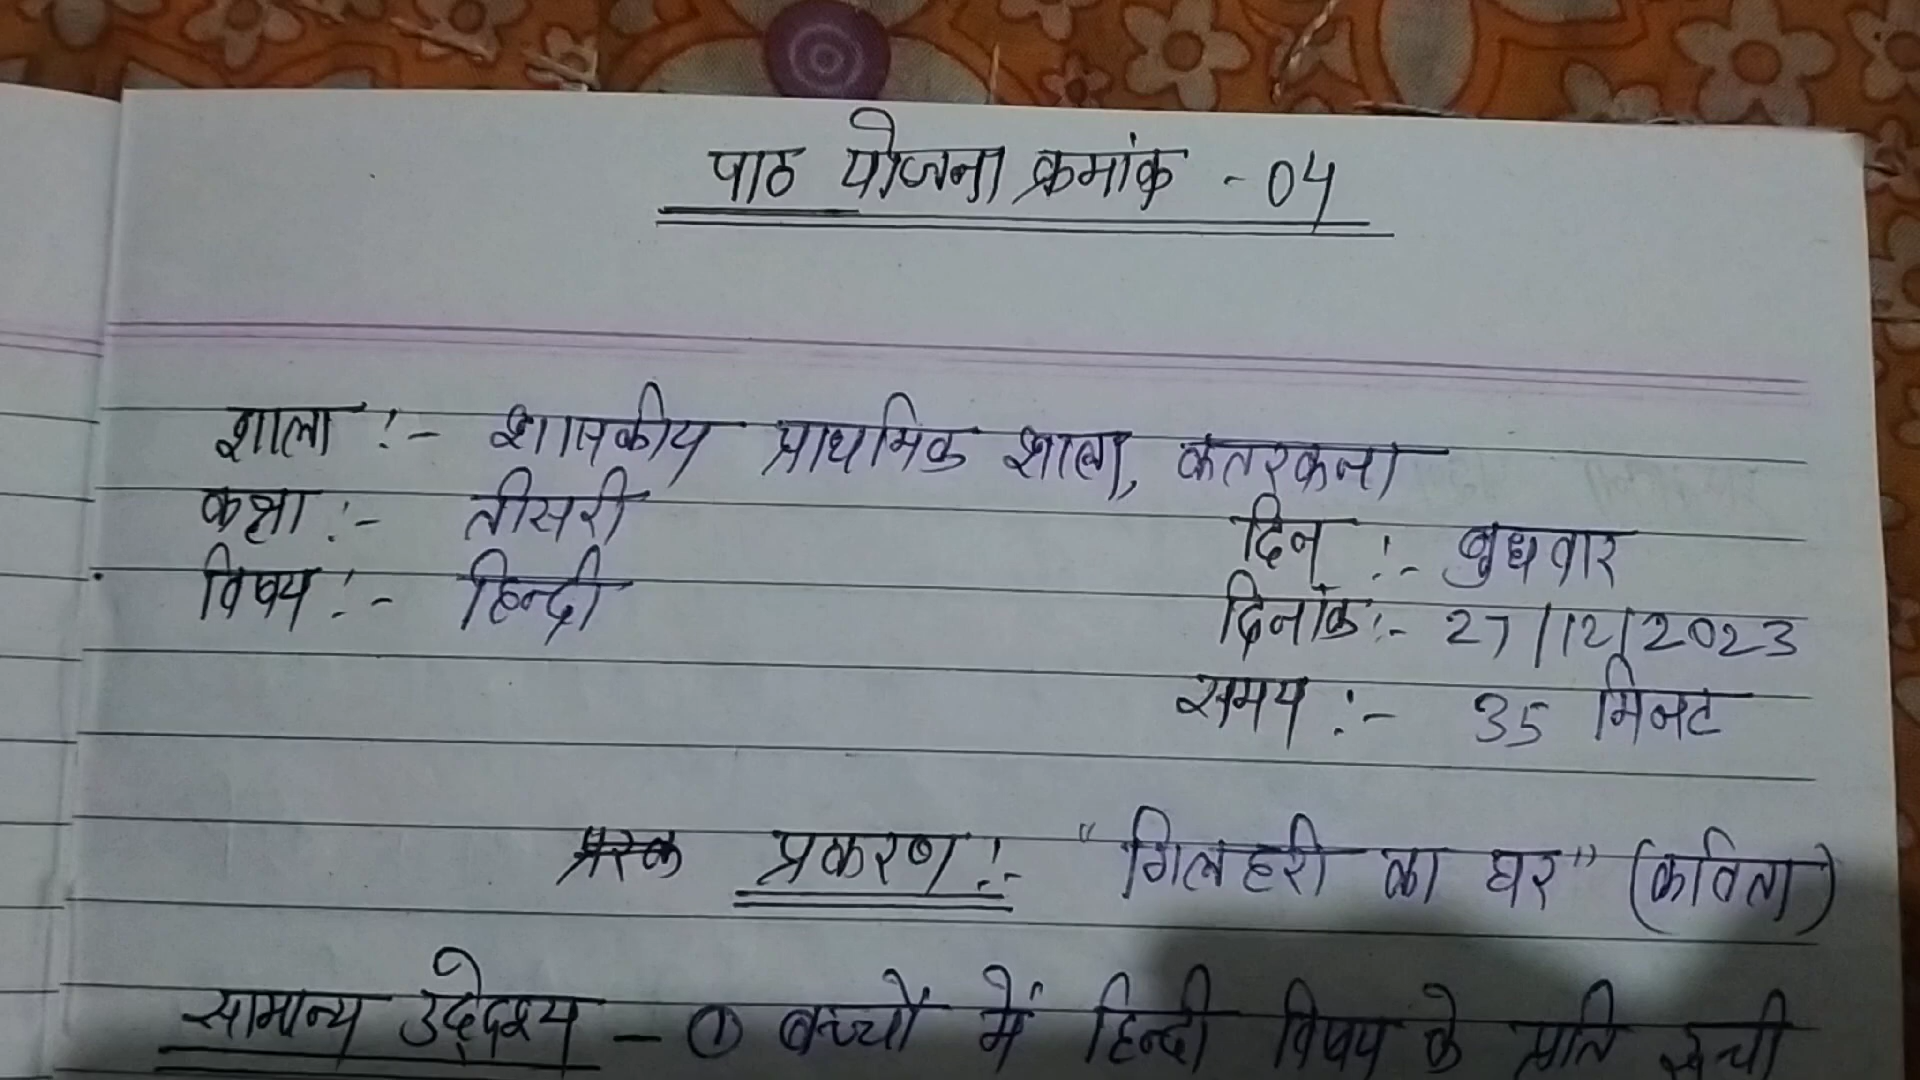 पाठ योजना क्रमांक - 04
शाला :- शासकीय प्राथमिक शाला, कतरकना
कक्षा :- तीसरी
दिन :- बुधवार
विषय :- हिन्दी
दिनांक :- 27/12/2023
समय :- 35 मिनट
प्रकरण :- "गिलहरी का घर" (कविता)
सामान्य उद्देश्य - ① बच्चों में हिन्दी विषय के प्रति रुची